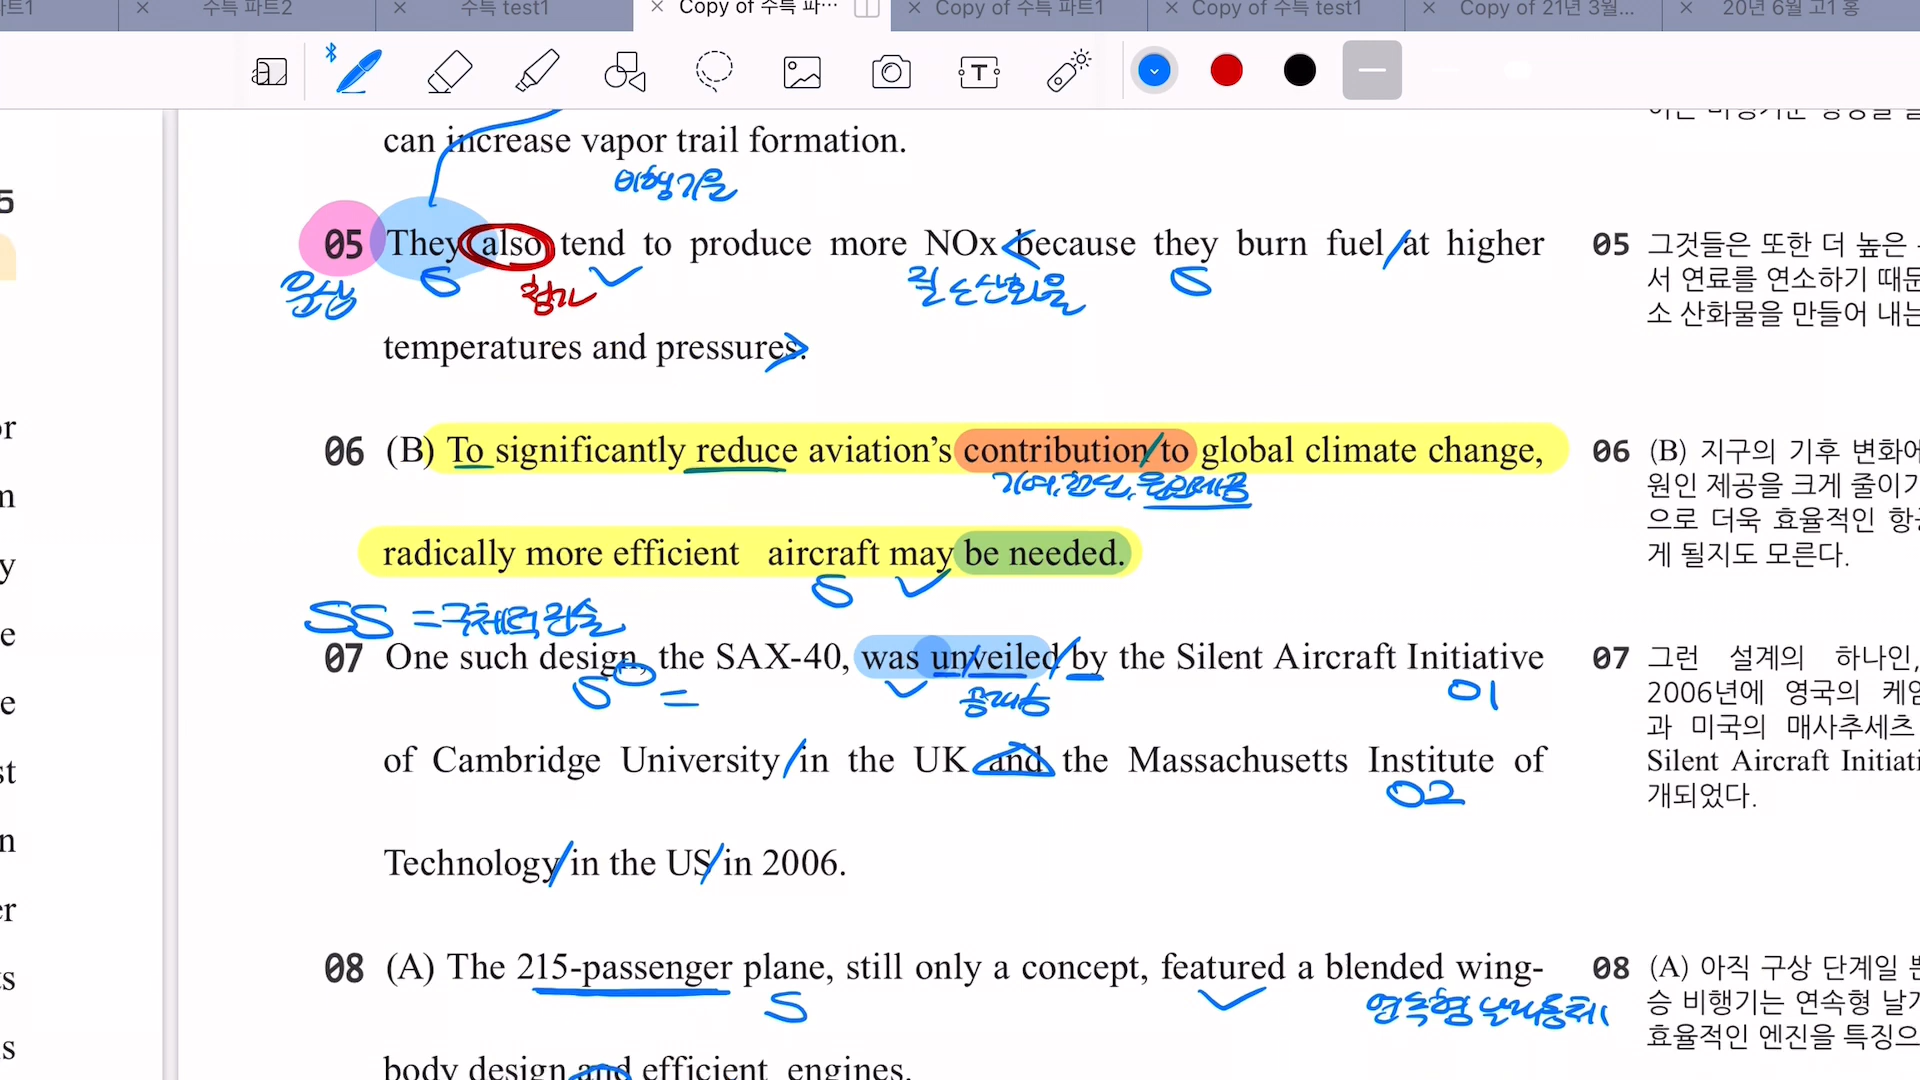 수특 파트2
수특 test1
Copy of 수특 파…
Copy of 수특 파트1
Copy of 수특 test1
Copy of 21년 3월…
20년 6월 고1 홍
can increase vapor trail formation.
비행기운
05 They also tend to produce more NOx because they burn fuel at higher
S 첨가 질소산화물 S
temperatures and pressures.
06 (B) To significantly reduce aviation's contribution to global climate change,
기여, 헌신, 원인제공
radically more efficient aircraft may be needed.
S
SS = 구체적 진술
07 One such design, the SAX-40, was unveiled by the Silent Aircraft Initiative
S = 01
of Cambridge University in the UK and the Massachusetts Institute of
02
Technology in the US in 2006.
08 (A) The 215-passenger plane, still only a concept, featured a blended wing-
S 연속형 날개동체
body design and efficient engines.
05 그것들은 또한 더 높은
서 연료를 연소하기 때문
소 산화물을 만들어 내는
06 (B) 지구의 기후 변화에
원인 제공을 크게 줄이기
으로 더욱 효율적인 항공
게 될지도 모른다.
07 그런 설계의 하나인,
2006년에 영국의 케임
과 미국의 매사추세츠
Silent Aircraft Initiati
개되었다.
08 (A) 아직 구상 단계일 뿐
승 비행기는 연속형 날개
효율적인 엔진을 특징으